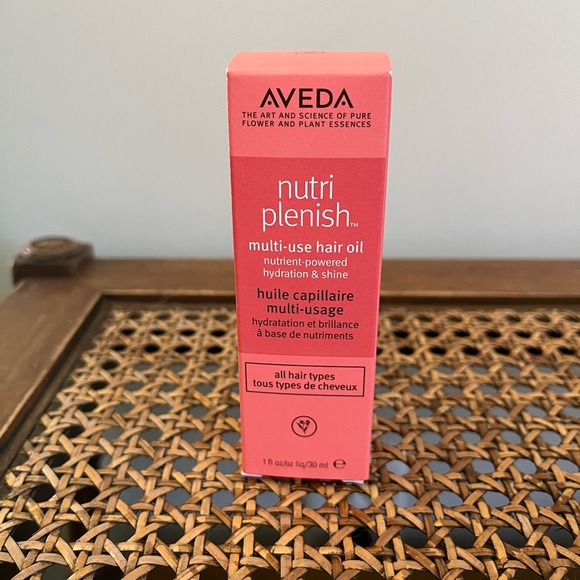 AVEDA
THE ART AND SCIENCE OF PURE
FLOWER AND PLANT ESSENCES
nutri
plenish™
multi-use hair oil
nutrient-powered
hydration & shine
huile capillaire
multi-usage
hydratation et brillance
à base de nutriments
all hair types
tous types de cheveux
1 fl oz/oz liq/30 ml ℮